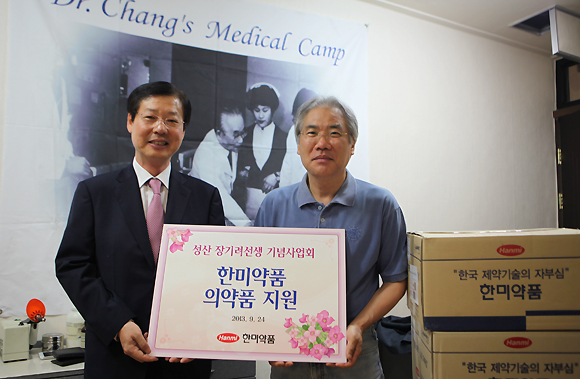 Dr. Chang's Medical Camp
성산 장기려선생 기념사업회
한미약품
의약품 지원
2013. 9. 24
Hanmi 한미약품
Hanmi
"한국 제약기술의 자부심"
한미약품
Hanmi
"한국 제약기술의 자부심"